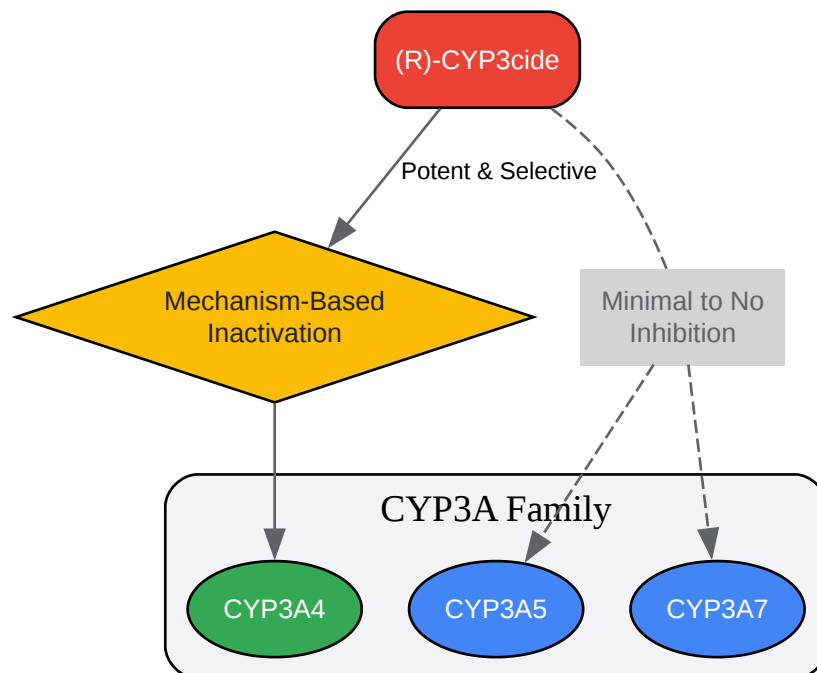 (R)-CYP3cide
Potent & Selective
Mechanism-Based
Inactivation
Minimal to No
Inhibition
CYP3A Family
CYP3A4
CYP3A5
CYP3A7